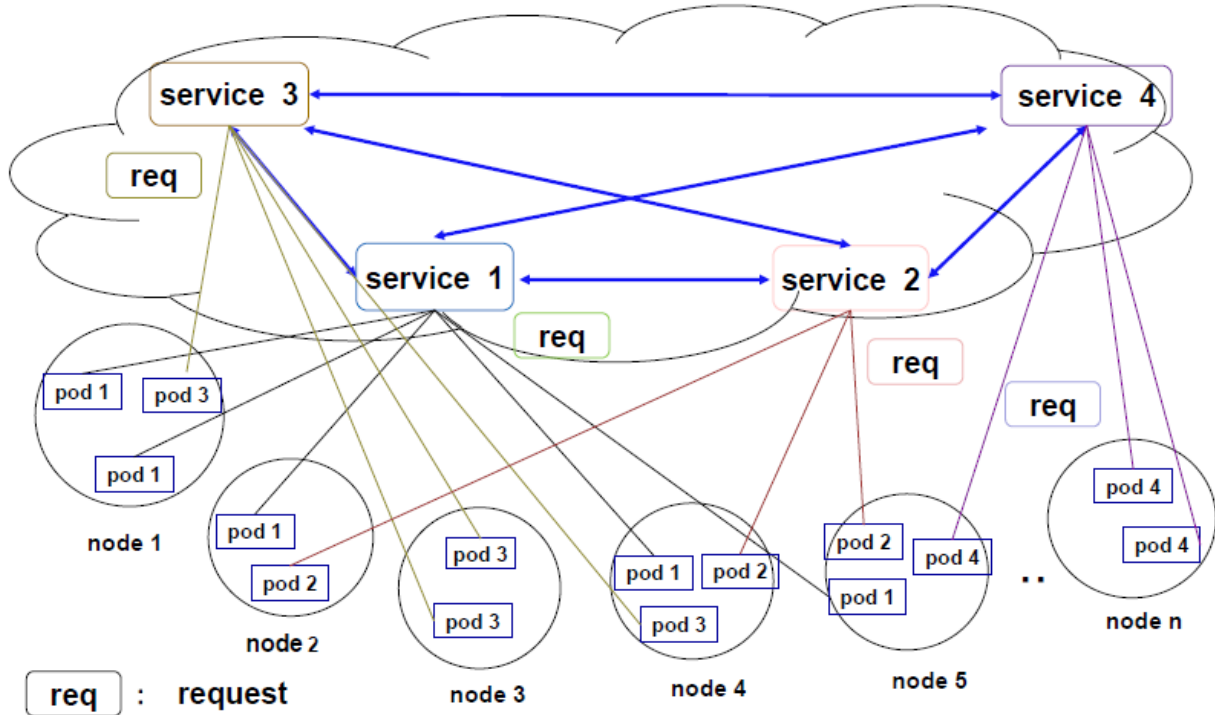 service 3
service 4
req
service 1
service 2
req
req
req
pod 1
pod 3
pod 1
node 1
pod 1
pod 2
node 2
pod 3
pod 3
node 3
pod 1
pod 2
pod 3
node 4
pod 2
pod 4
pod 1
node 5
..
pod 4
pod 4
node n
req : request